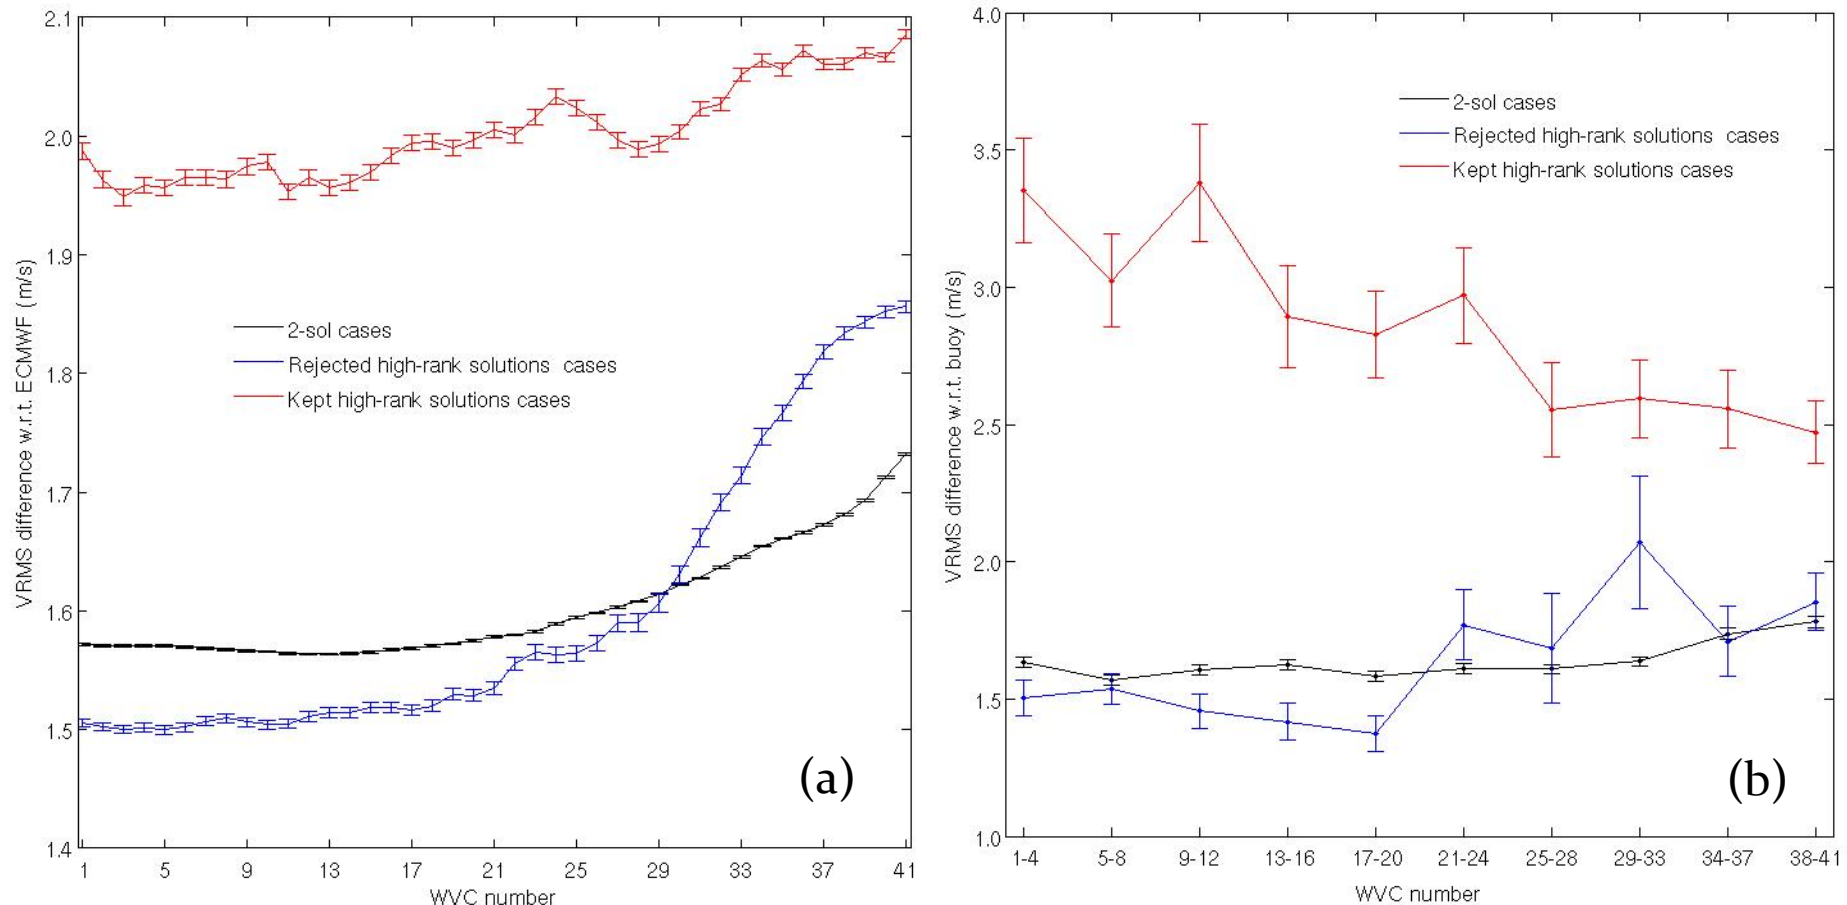 2.1
2.0
1.9
1.8
1.7
1.6
1.5
1.4
VRMS difference w.r.t. ECMWF (m/s)
2-sol cases
Rejected high-rank solutions cases
Kept high-rank solutions cases
(a)
1 5 9 13 17 21 25 29 33 37 41
WVC number
4.0
3.5
3.0
2.5
2.0
1.5
1.0
VRMS difference w.r.t. buoy (m/s)
2-sol cases
Rejected high-rank solutions cases
Kept high-rank solutions cases
(b)
1-4 5-8 9-12 13-16 17-20 21-24 25-28 29-33 34-37 38-41
WVC number